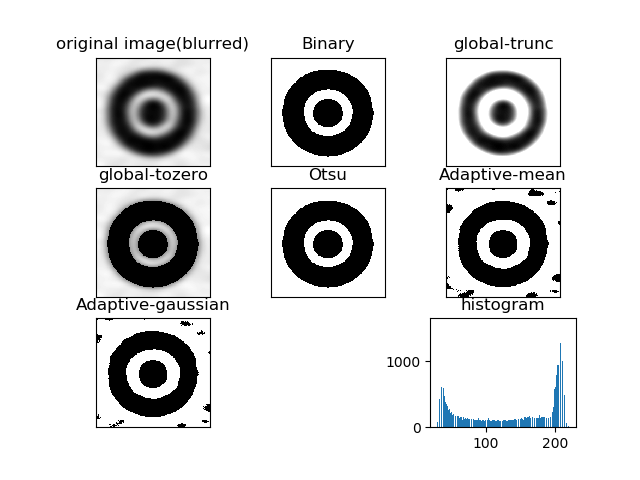 original image(blurred)
Binary
global-trunc
global-tozero
Otsu
Adaptive-mean
Adaptive-gaussian
histogram
1000
0
100
200